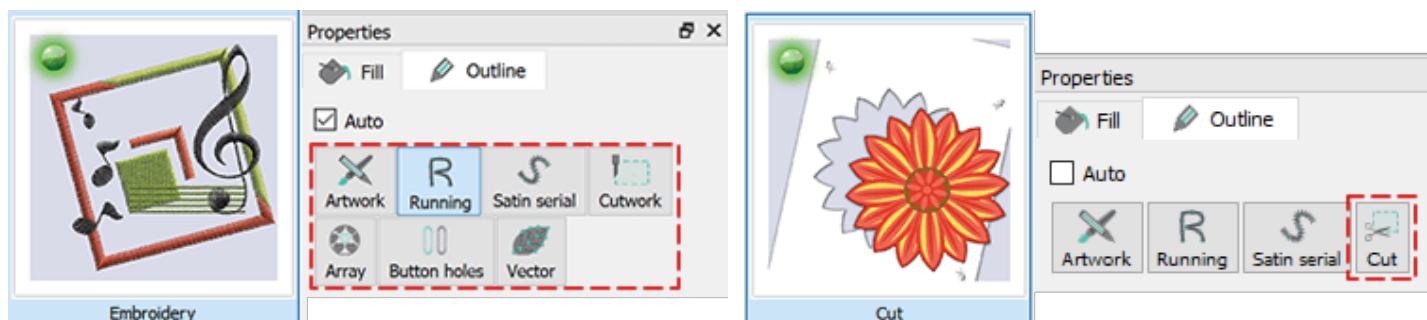 Properties
Fill
Outline
Auto
Artwork
Running
Satin serial
Cutwork
Array
Button holes
Vector
Embroidery
Properties
Fill
Outline
Auto
Artwork
Running
Satin serial
Cut
Cut